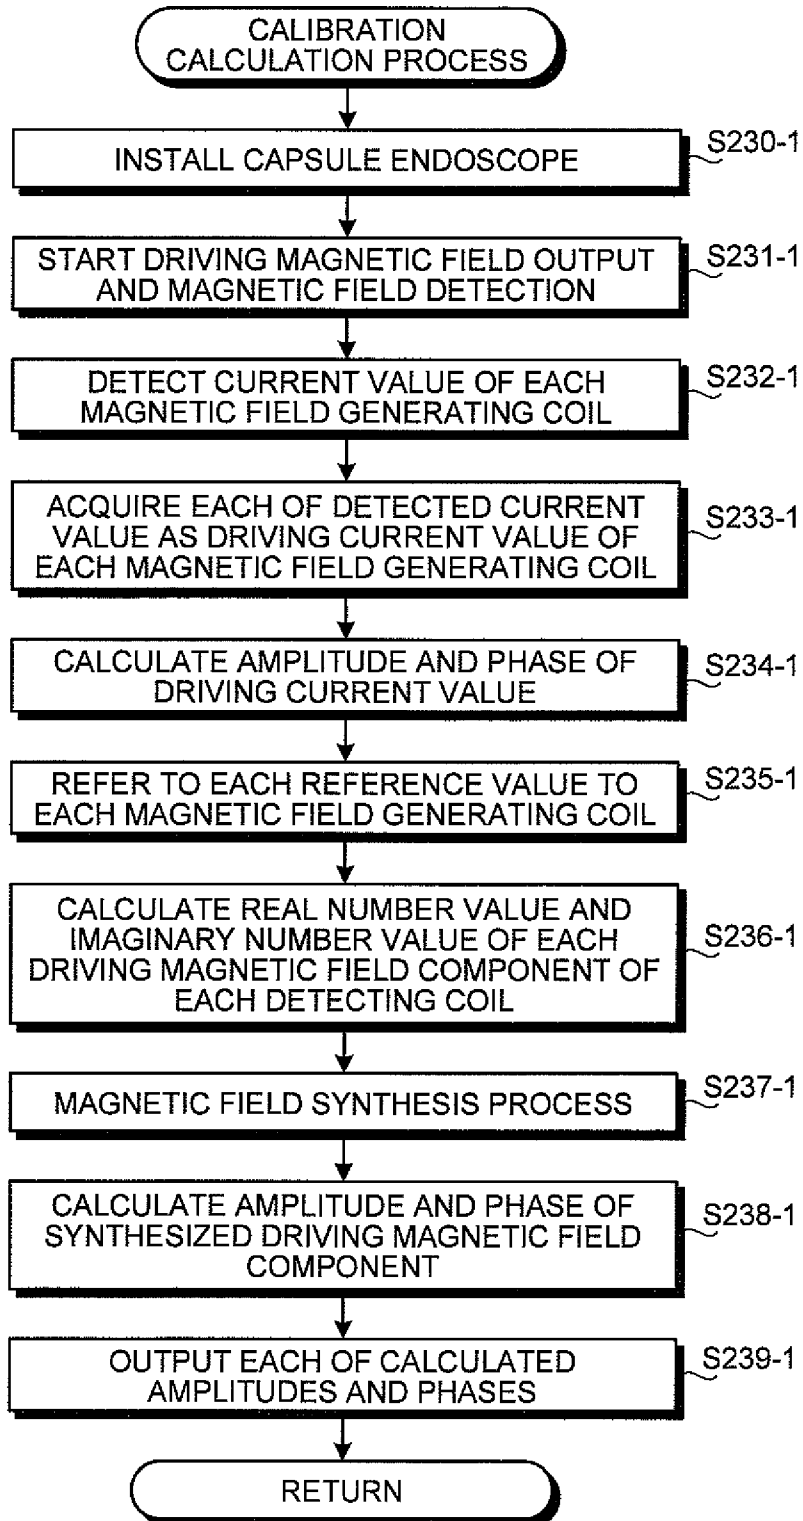 CALIBRATION
CALCULATION PROCESS
S230-1
INSTALL CAPSULE ENDOSCOPE
S231-1
START DRIVING MAGNETIC FIELD OUTPUT
AND MAGNETIC FIELD DETECTION
S232-1
DETECT CURRENT VALUE OF EACH
MAGNETIC FIELD GENERATING COIL
S233-1
ACQUIRE EACH OF DETECTED CURRENT
VALUE AS DRIVING CURRENT VALUE OF
EACH MAGNETIC FIELD GENERATING COIL
S234-1
CALCULATE AMPLITUDE AND PHASE OF
DRIVING CURRENT VALUE
S235-1
REFER TO EACH REFERENCE VALUE TO
EACH MAGNETIC FIELD GENERATING COIL
S236-1
CALCULATE REAL NUMBER VALUE AND
IMAGINARY NUMBER VALUE OF EACH
DRIVING MAGNETIC FIELD COMPONENT OF
EACH DETECTING COIL
S237-1
MAGNETIC FIELD SYNTHESIS PROCESS
S238-1
CALCULATE AMPLITUDE AND PHASE OF
SYNTHESIZED DRIVING MAGNETIC FIELD
COMPONENT
S239-1
OUTPUT EACH OF CALCULATED
AMPLITUDES AND PHASES
RETURN